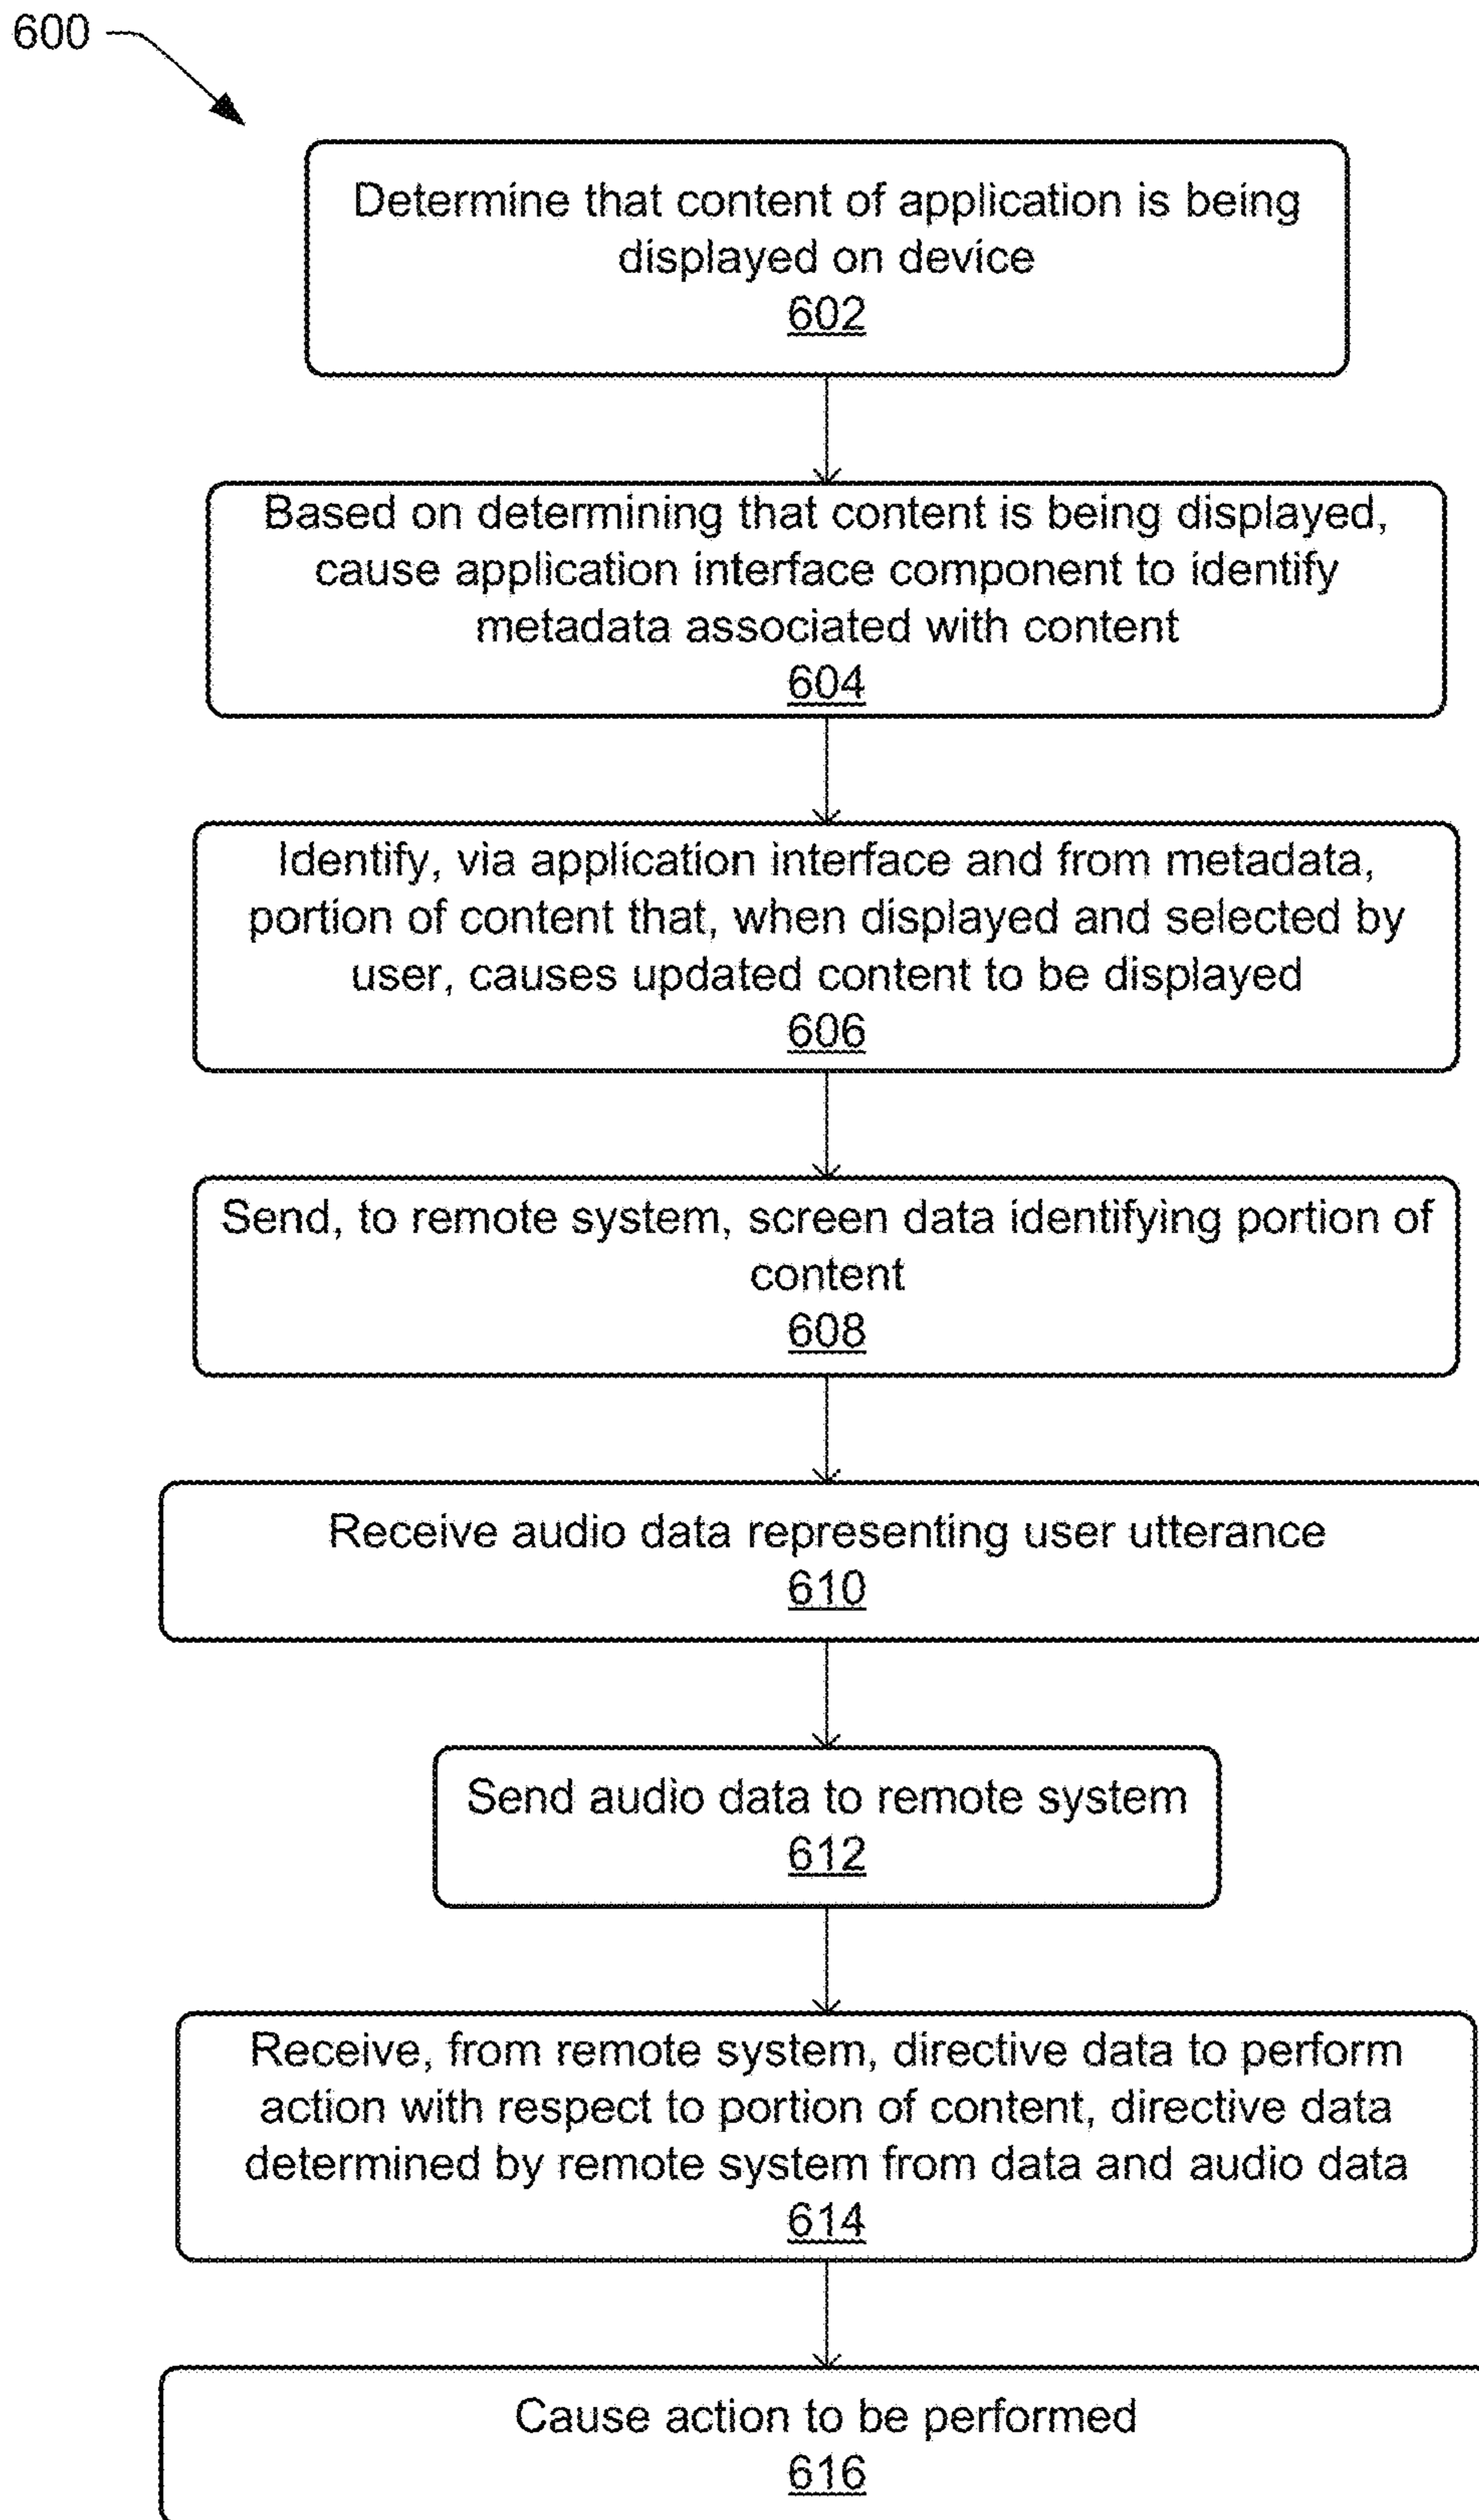 600
Determine that content of application is being
displayed on device
602
Based on determining that content is being displayed,
cause application interface component to identify
metadata associated with content
604
Identify, via application interface and from metadata,
portion of content that, when displayed and selected by
user, causes updated content to be displayed
606
Send, to remote system, screen data identifying portion of
content
608
Receive audio data representing user utterance
610
Send audio data to remote system
612
Receive, from remote system, directive data to perform
action with respect to portion of content, directive data
determined by remote system from data and audio data
614
Cause action to be performed
616